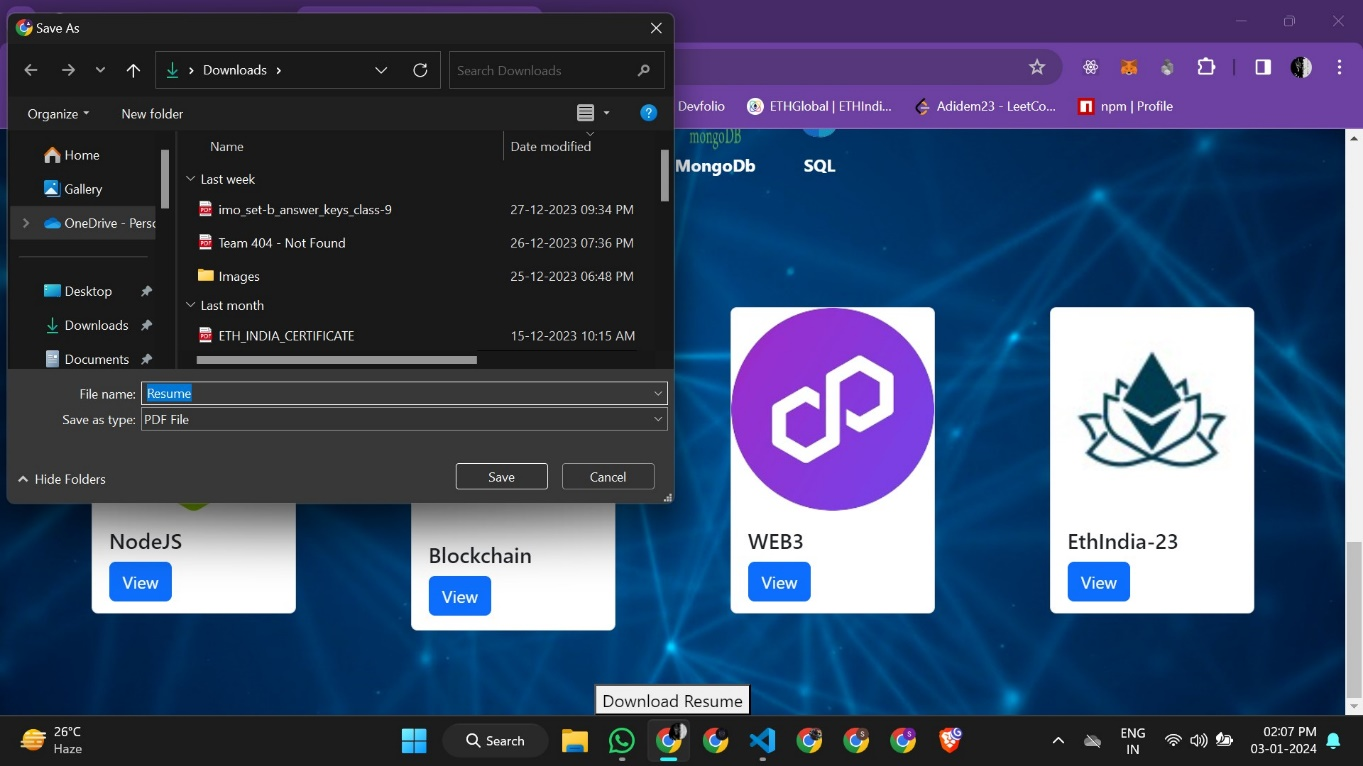 Save As
Downloads
Search Downloads
Organize
New folder
Home
Gallery
OneDrive - Perso
Desktop
Downloads
Documents
Name
Date modified
Last week
imo_set-b_answer_keys_class-9
27-12-2023 09:34 PM
Team 404 - Not Found
26-12-2023 07:36 PM
Images
25-12-2023 06:48 PM
Last month
ETH_INDIA_CERTIFICATE
15-12-2023 10:15 AM
File name:
Resume
Save as type:
PDF File
Hide Folders
Save
Cancel
Devfolio
ETHGlobal | ETHIndi...
Adidem23 - LeetCo...
npm | Profile
mongoDB
MongoDb
SQL
NodeJS
View
Blockchain
View
WEB3
View
EthIndia-23
View
Download Resume
26°C
Haze
Search
ENG
IN
02:07 PM
03-01-2024